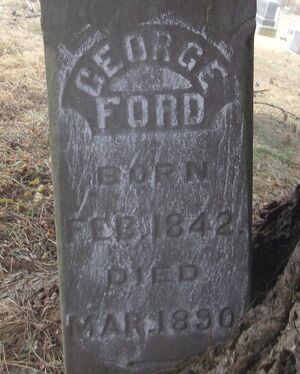 GEORGE
FORD
BORN
FEB. 1842.
DIED
MAR. 1890.